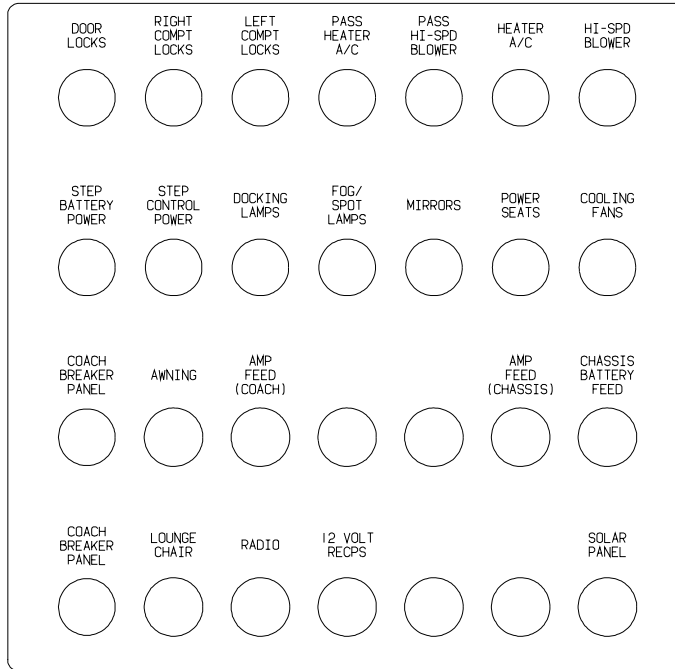 DOOR
LOCKS
RIGHT
COMPT
LOCKS
LEFT
COMPT
LOCKS
PASS
HEATER
A/C
PASS
HI-SPD
BLOWER
HEATER
A/C
HI-SPD
BLOWER
STEP
BATTERY
POWER
STEP
CONTROL
POWER
DOCKING
LAMPS
FOG/
SPOT
LAMPS
MIRRORS
POWER
SEATS
COOLING
FANS
COACH
BREAKER
PANEL
AWNING
AMP
FEED
(COACH)
AMP
FEED
(CHASSIS)
CHASSIS
BATTERY
FEED
COACH
BREAKER
PANEL
LOUNGE
CHAIR
RADIO
12 VOLT
RECPS
SOLAR
PANEL